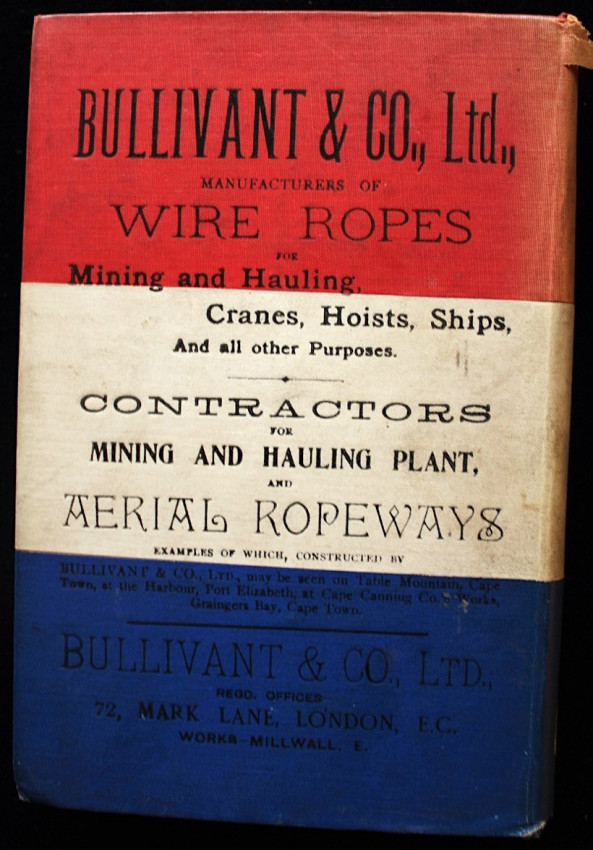 BULLIVANT & CO., Ltd.,
MANUFACTURERS OF
WIRE ROPES
FOR
Mining and Hauling,
Cranes, Hoists, Ships,
And all other Purposes.
CONTRACTORS
FOR
MINING AND HAULING PLANT,
AND
AERIAL ROPEWAYS
EXAMPLES OF WHICH, CONSTRUCTED BY
BULLIVANT & CO., LTD., may be seen on Table Mountain, Cape
Town, at the Harbour, Port Elizabeth, at Cape Canning Co.'s Works,
Graingers Bay, Cape Town.
BULLIVANT & CO., LTD.,
REGD. OFFICES
72, MARK LANE, LONDON, E.C.
WORKS—MILLWALL, E.